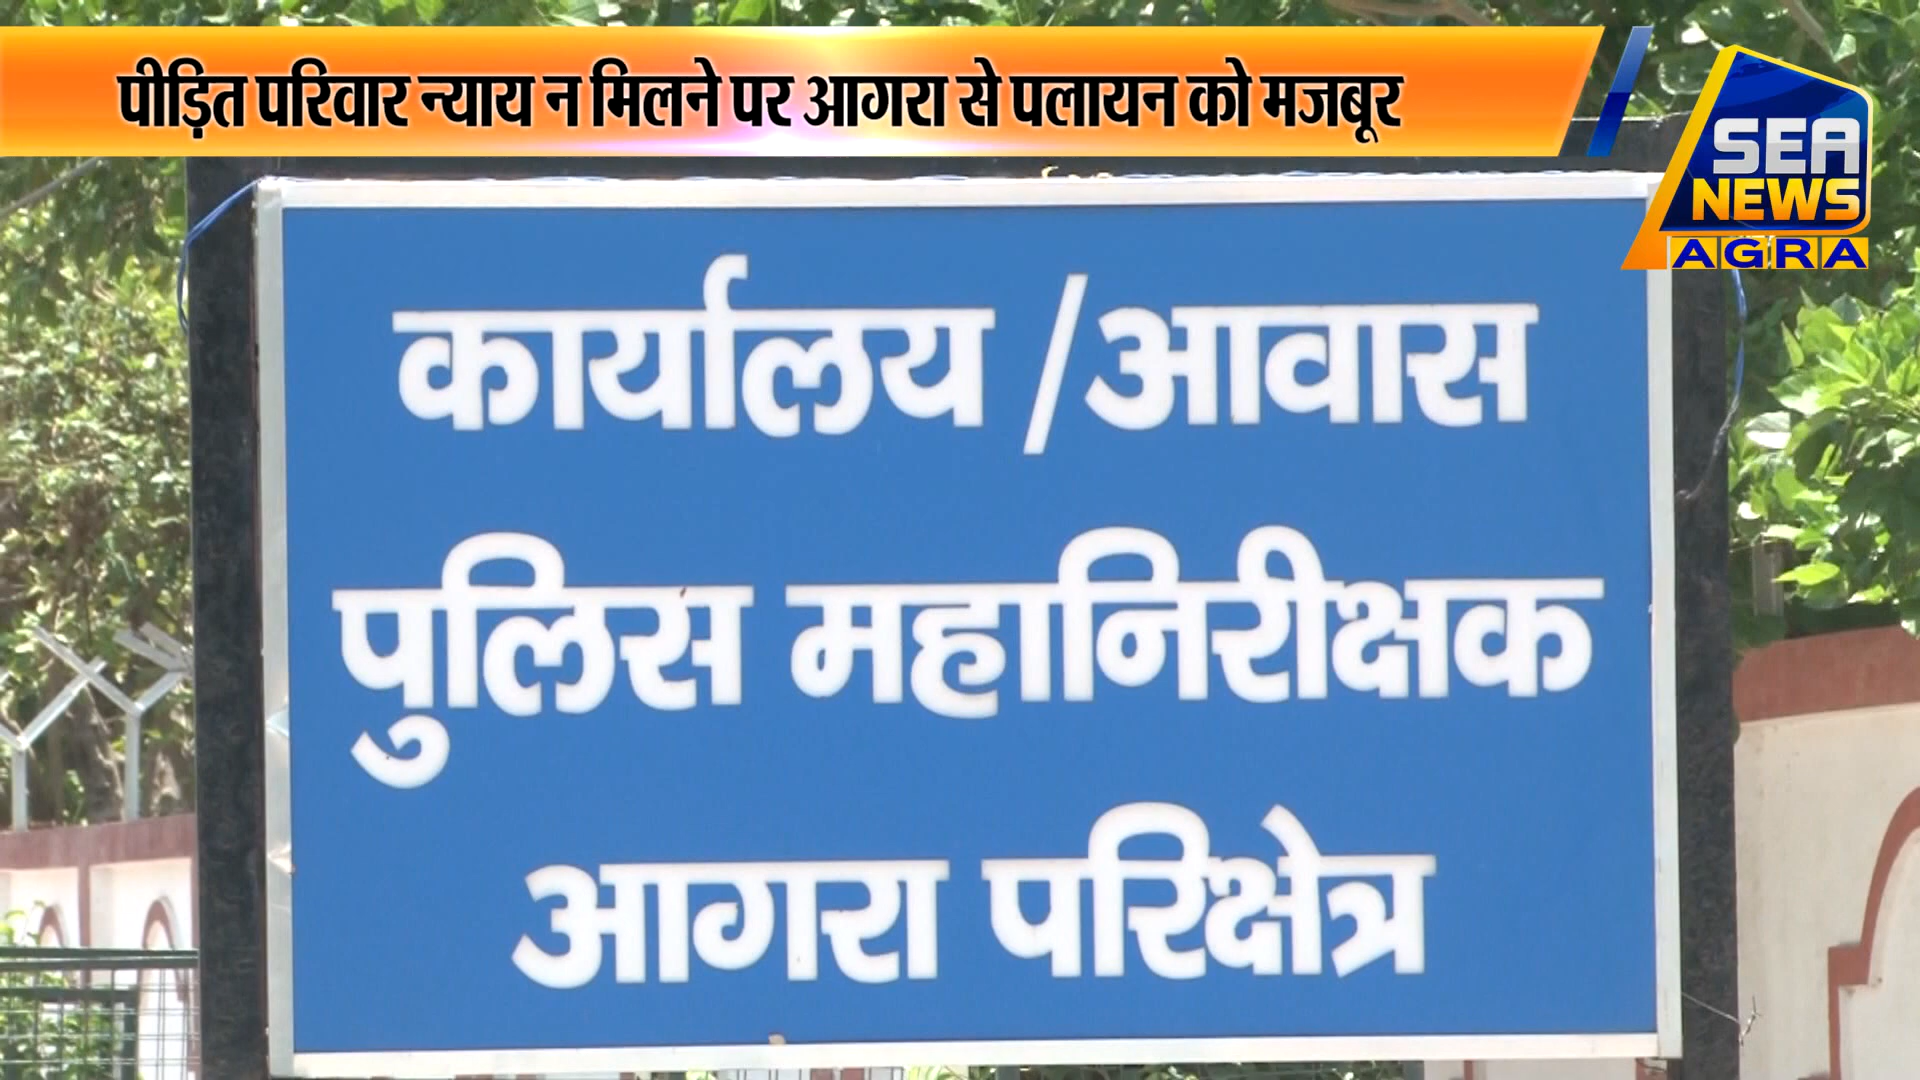 पीड़ित परिवार न्याय न मिलने पर आगरा से पलायन को मजबूर
SEA
NEWS
AGRA
कार्यालय /आवास
पुलिस महानिरीक्षक
आगरा परिक्षेत्र